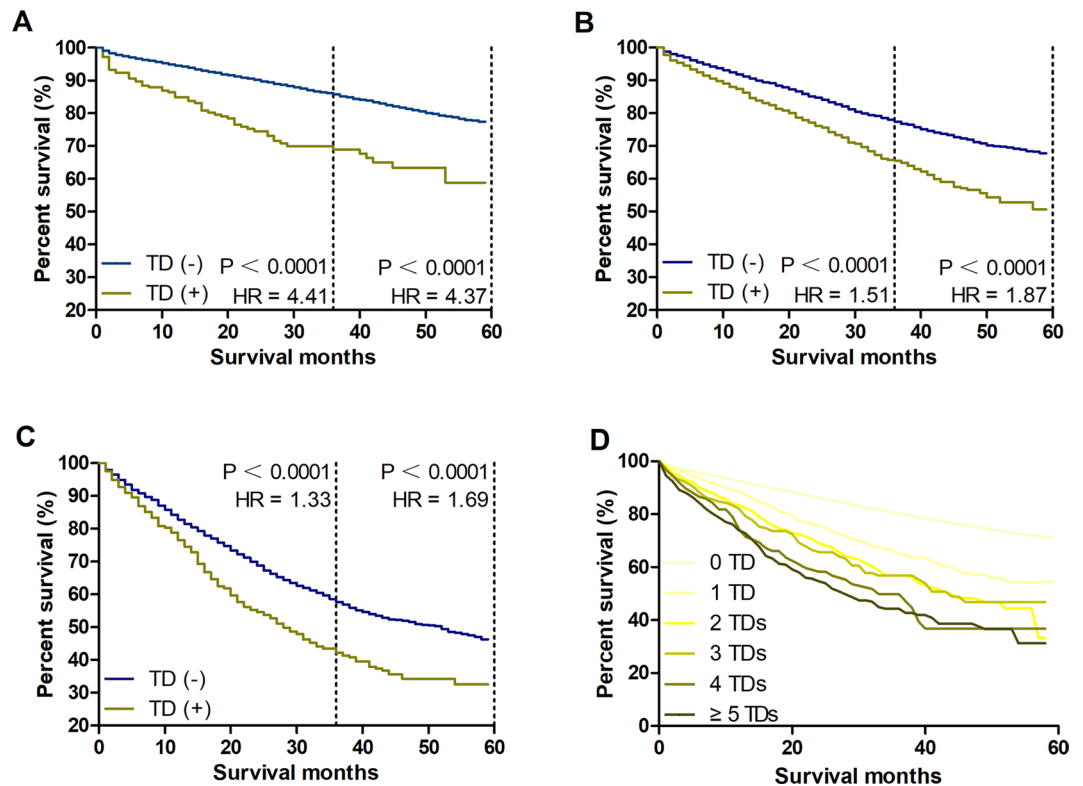 A
Percent survival (%)
100
90
80
70
60
50
40
30
20
TD (-)
TD (+)
P < 0.0001
HR = 4.41
P < 0.0001
HR = 4.37
0 10 20 30 40 50 60
Survival months
B
Percent survival (%)
100
90
80
70
60
50
40
30
20
TD (-)
TD (+)
P < 0.0001
HR = 1.51
P < 0.0001
HR = 1.87
0 10 20 30 40 50 60
Survival months
C
Percent survival (%)
100
90
80
70
60
50
40
30
20
P < 0.0001
HR = 1.33
P < 0.0001
HR = 1.69
TD (-)
TD (+)
0 10 20 30 40 50 60
Survival months
D
Percent survival (%)
100
80
60
40
20
0
0 TD
1 TD
2 TDs
3 TDs
4 TDs
≥ 5 TDs
0 20 40 60
Survival months